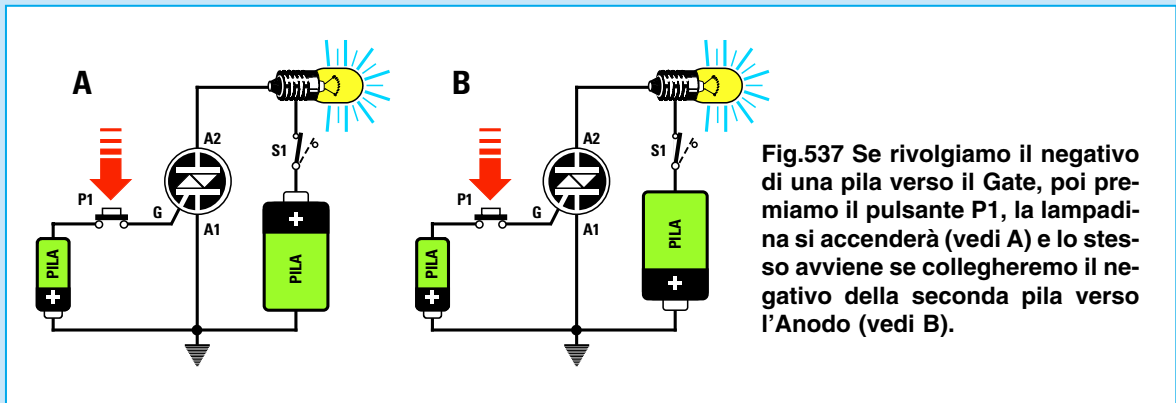 A
A2
S1
P1
G
A1
+
PILA
PILA
+
B
A2
S1
P1
G
A1
PILA
+
PILA
+
Fig.537 Se rivolgiamo il negativo
di una pila verso il Gate, poi pre-
miamo il pulsante P1, la lampadi-
na si accenderà (vedi A) e lo stes-
so avviene se collegheremo il ne-
gativo della seconda pila verso
l'Anodo (vedi B).